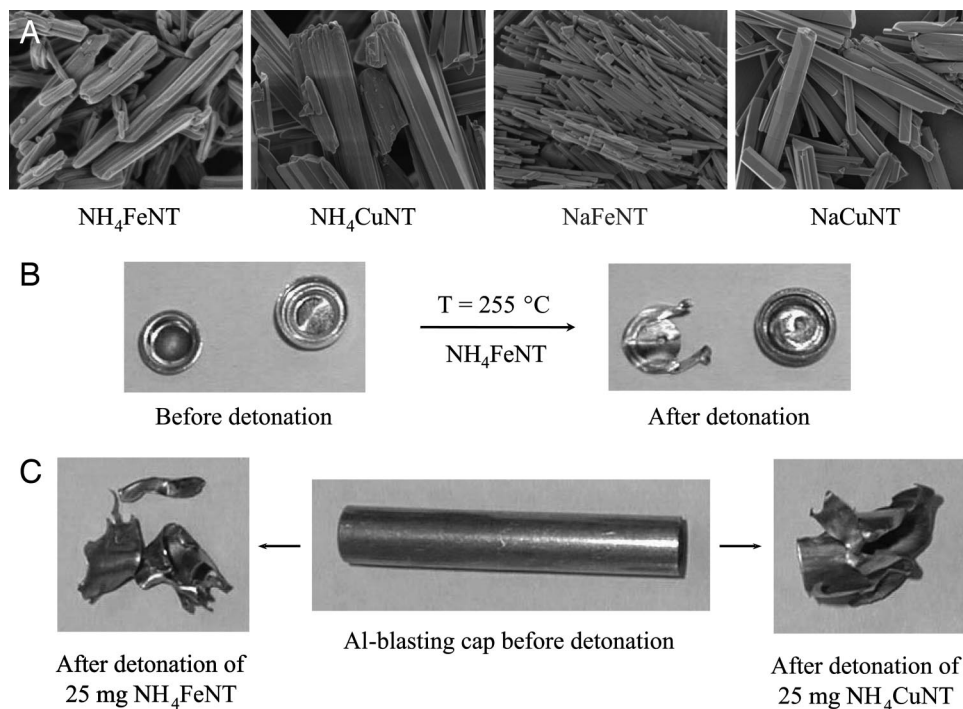 A
NH₄FeNT
NH₄CuNT
NaFeNT
NaCuNT
B
T = 255 °C
NH₄FeNT
Before detonation
After detonation
C
After detonation of
25 mg NH₄FeNT
Al-blasting cap before detonation
After detonation of
25 mg NH₄CuNT